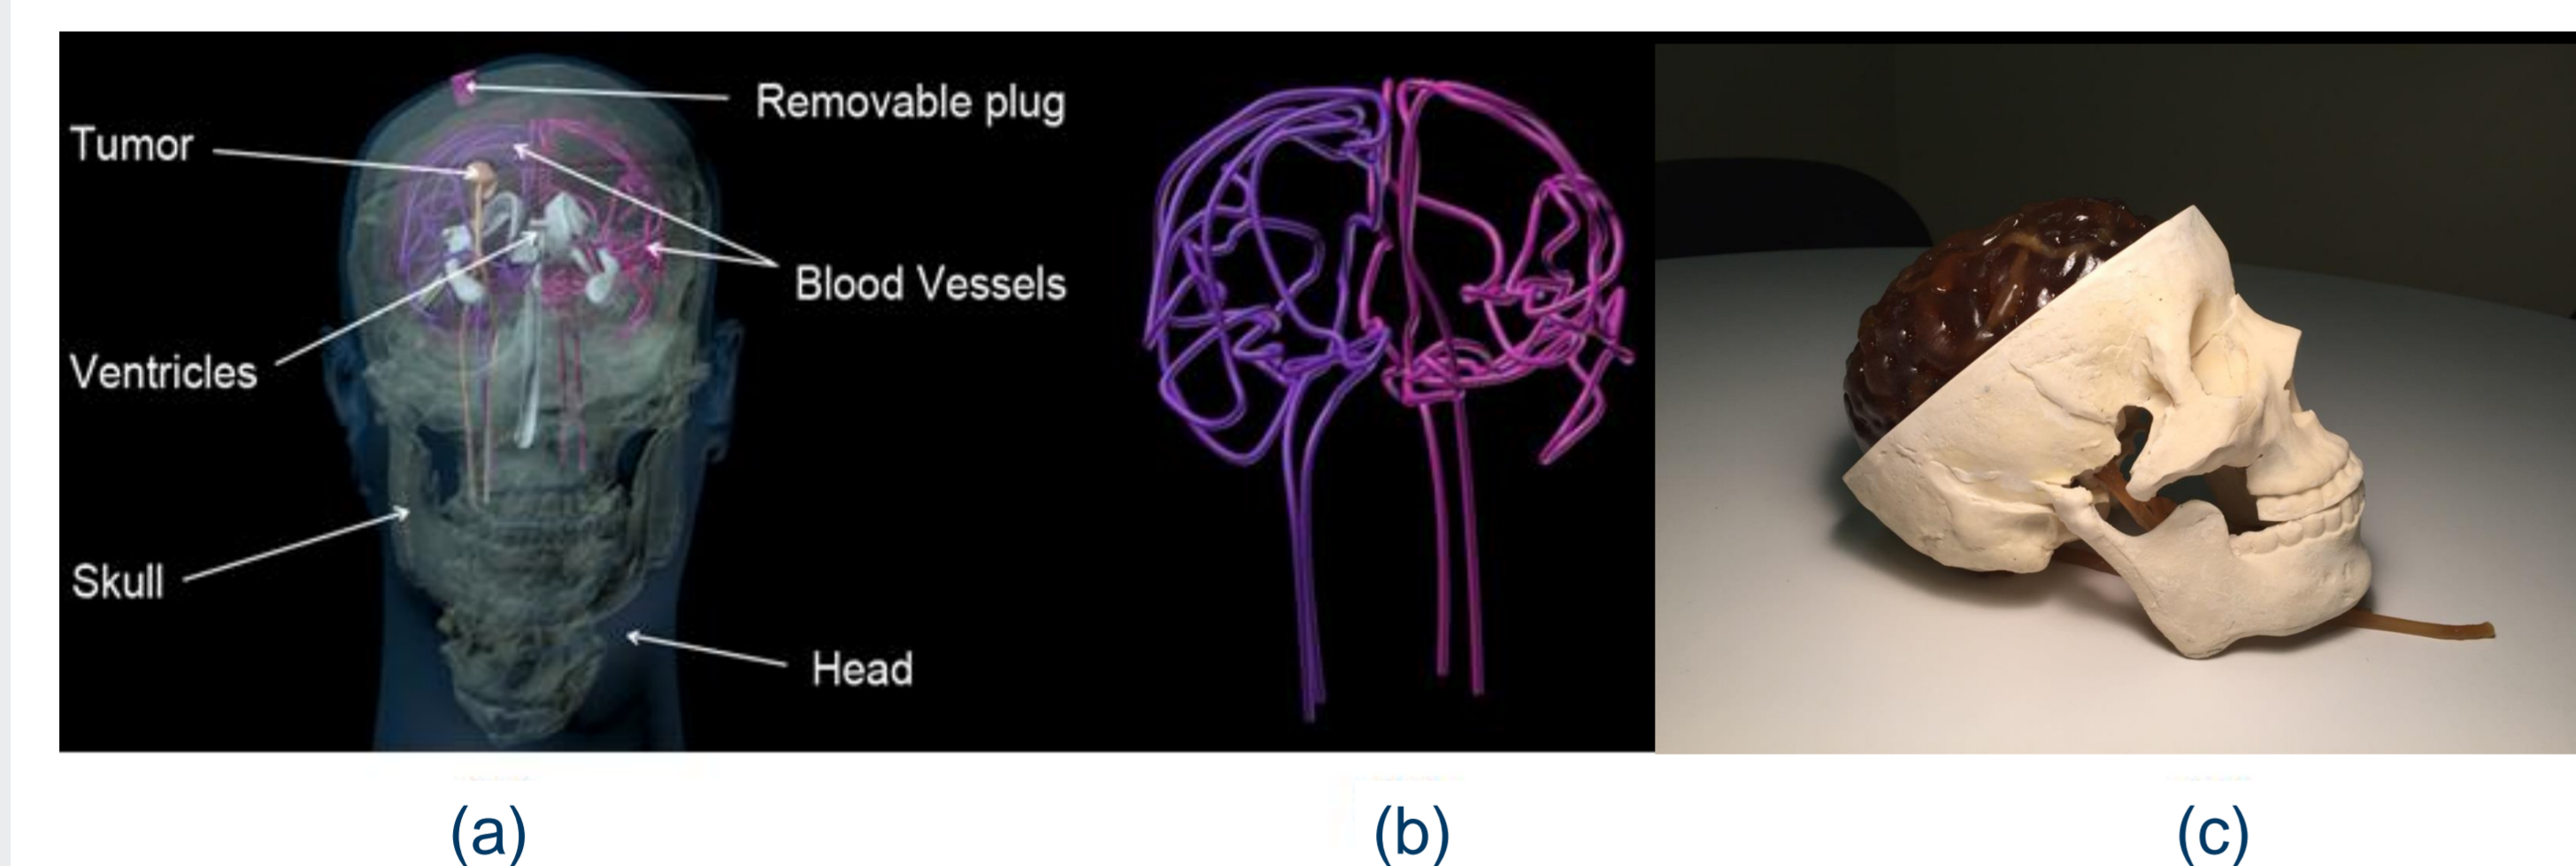 Removable plug
Tumor
Blood Vessels
Ventricles
Skull
Head
(a)
(b)
(c)